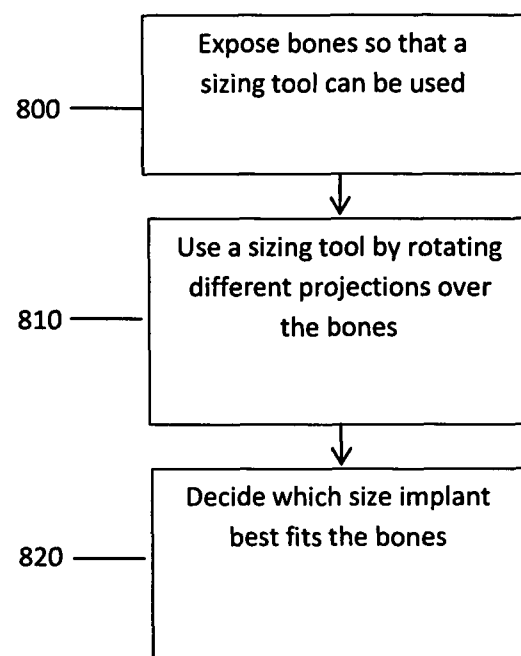 Expose bones so that a
sizing tool can be used
800
Use a sizing tool by rotating
different projections over
the bones
810
Decide which size implant
best fits the bones
820